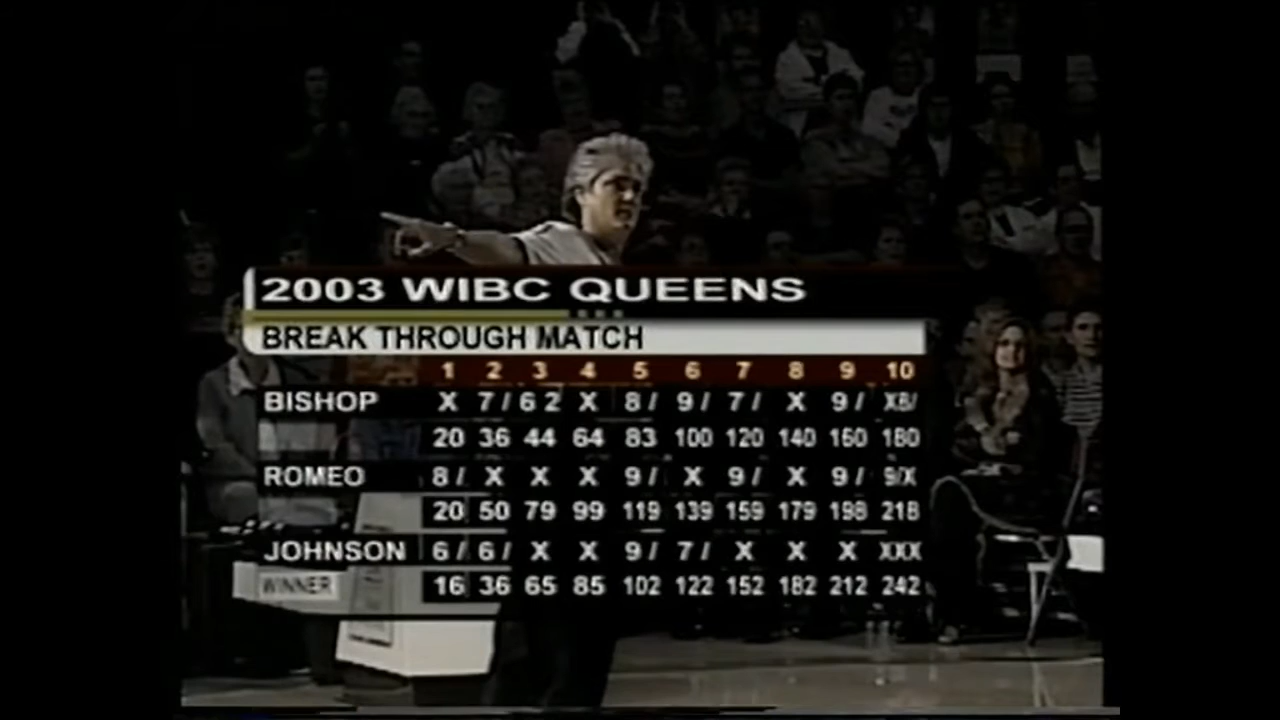 2003 WIBC QUEENS
BREAK THROUGH MATCH
1 2 3 4 5 6 7 8 9 10
BISHOP X 7/ 6 2 X 8/ 9/ 7/ X 9/ X8/
20 36 44 64 83 100 120 140 160 180
ROMEO 8/ X X X 9/ X 9/ X 9/ 9/X
20 50 79 99 119 139 159 179 198 218
JOHNSON 6/ 6/ X X 9/ 7/ X X X XXX
WINNER 16 36 65 85 102 122 152 182 212 242